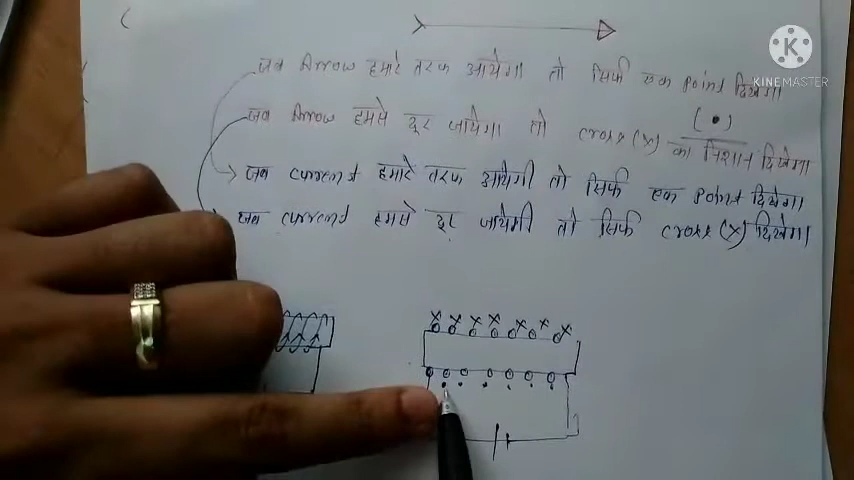 KINEMASTER
जब Arrow हमारे तरफ आयेगा तो सिर्फ एक point दिखेगा
(•)
जब Arrow हमसे दूर जायेगा तो cross (x) का निशान दिखेगा
जब current हमारे तरफ आयेगी तो सिर्फ एक point दिखेगा
जब current हमसे दूर जायेगी तो सिर्फ cross (x) दिखेगा
x x x x x x x